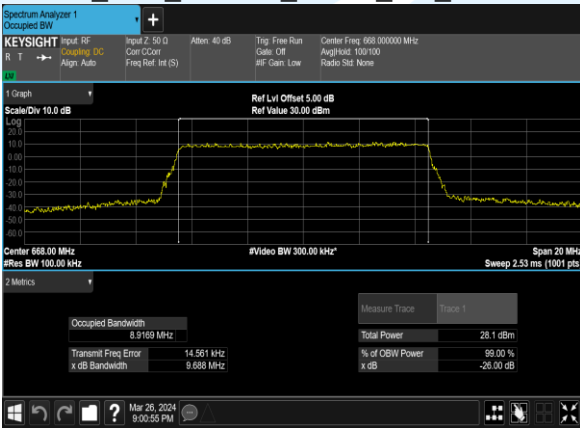 Spectrum Analyzer 1
Occupied BW
KEYSIGHT Input: RF Input Z: 50 Ω Atten: 40 dB Trig: Free Run Center Freq: 668.000000 MHz
R T Coupling: DC Corr CCorr Gate: Off Avg|Hold: 100/100
Align: Auto Freq Ref: Int (S) #IF Gain: Low Radio Std: None
1 Graph
Ref Lvl Offset 5.00 dB
Scale/Div 10.0 dB Ref Value 30.00 dBm
Log
20.0
10.0
0.00
-10.0
-20.0
-30.0
-40.0
-50.0
-60.0
Center 668.00 MHz #Video BW 300.00 kHz* Span 20 MHz
#Res BW 100.00 kHz Sweep 2.53 ms (1001 pts
2 Metrics
Measure Trace Trace 1
Occupied Bandwidth
8.9169 MHz Total Power 28.1 dBm
Transmit Freq Error 14.561 kHz % of OBW Power 99.00 %
x dB Bandwidth 9.688 MHz x dB -26.00 dB
? Mar 26, 2024
9:00:55 PM